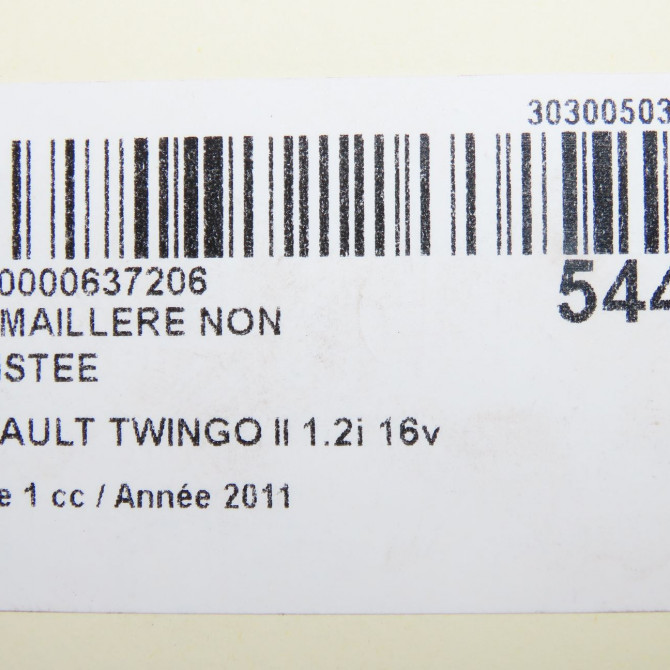 30300503
0000637206
544
MAILLERE NON
STEE
AULT TWINGO II 1.2i 16v
e 1 cc / Année 2011